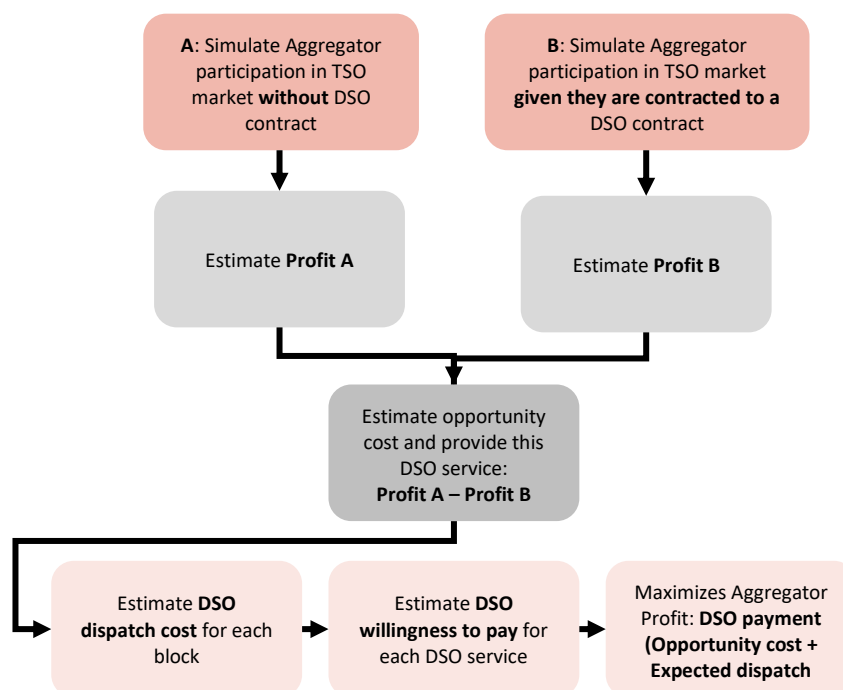 A: Simulate Aggregator
participation in TSO
market without DSO
contract
B: Simulate Aggregator
participation in TSO market
given they are contracted to a
DSO contract
Estimate Profit A
Estimate Profit B
Estimate opportunity
cost and provide this
DSO service:
Profit A – Profit B
Estimate DSO
dispatch cost for each
block
Estimate DSO
willingness to pay for
each DSO service
Maximizes Aggregator
Profit: DSO payment
(Opportunity cost +
Expected dispatch